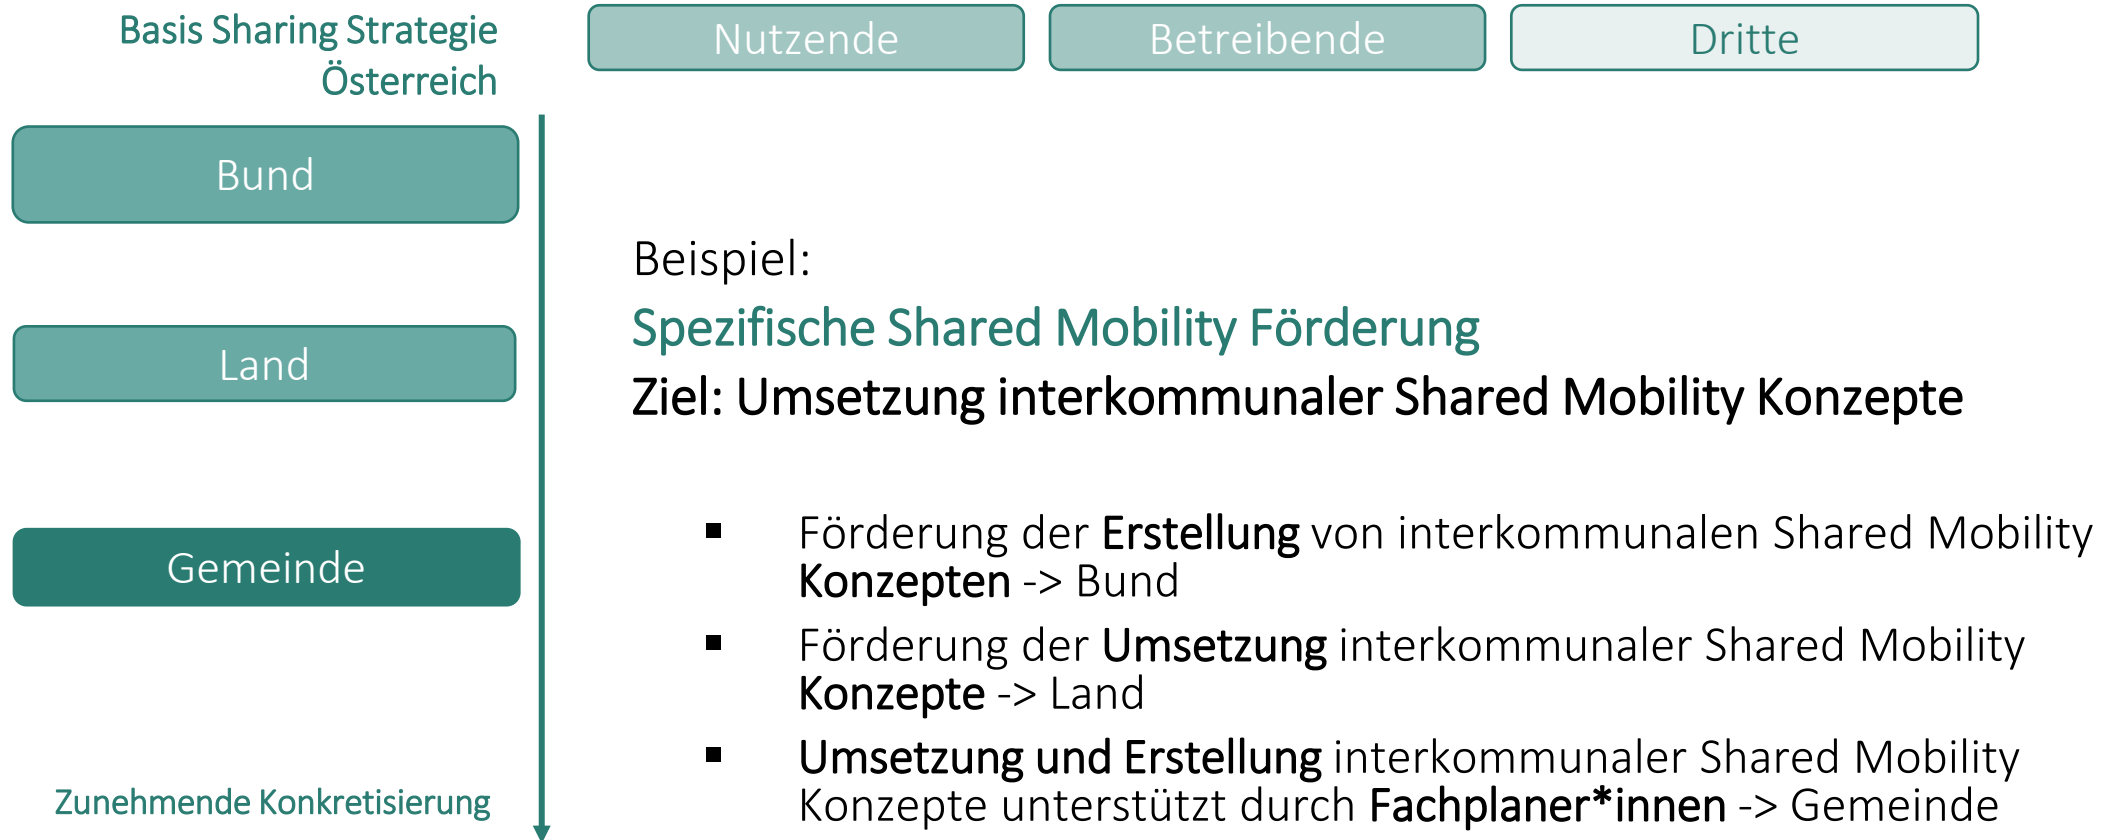 Basis Sharing Strategie
Österreich
Nutzende
Betreibende
Dritte
Bund
Land
Gemeinde
Zunehmende Konkretisierung
Beispiel:
Spezifische Shared Mobility Förderung
Ziel: Umsetzung interkommunaler Shared Mobility Konzepte
▪ Förderung der Erstellung von interkommunalen Shared Mobility
Konzepten -> Bund
▪ Förderung der Umsetzung interkommunaler Shared Mobility
Konzepte -> Land
▪ Umsetzung und Erstellung interkommunaler Shared Mobility
Konzepte unterstützt durch Fachplaner*innen -> Gemeinde